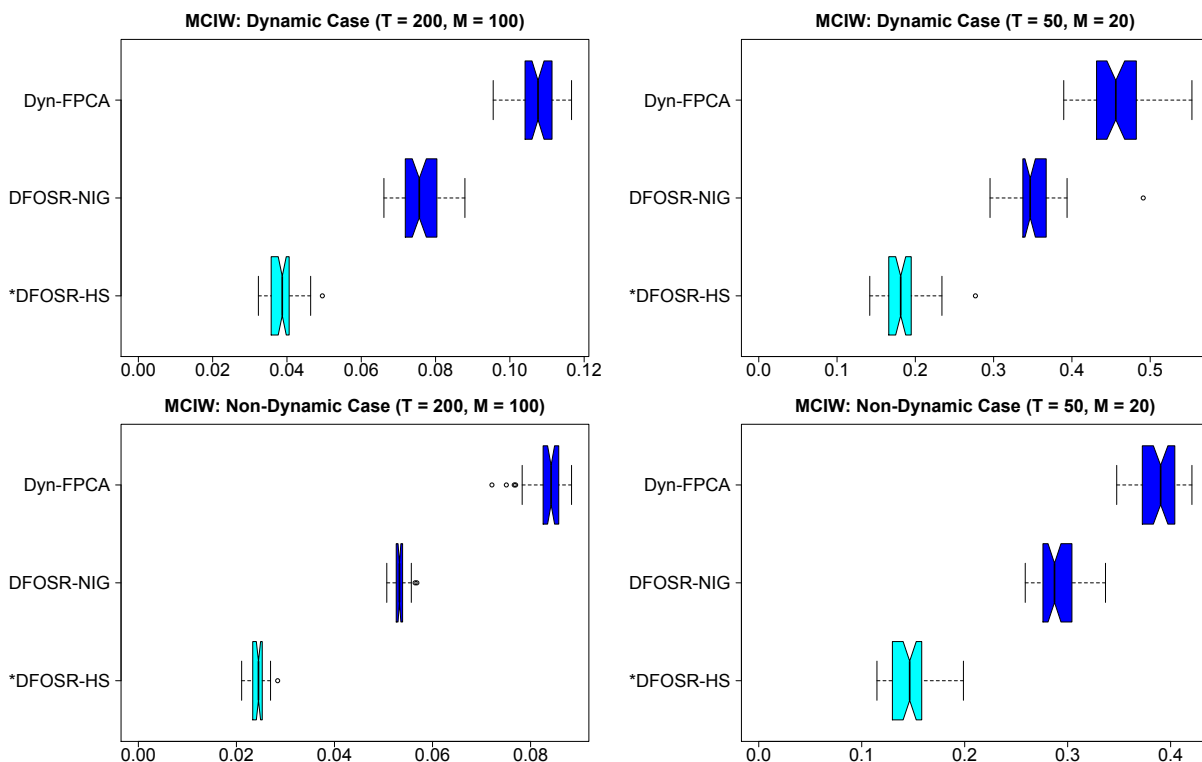 MCIW: Dynamic Case (T = 200, M = 100)
Dyn-FPCA
DFOSR-NIG
*DFOSR-HS
0.00 0.02 0.04 0.06 0.08 0.10 0.12
MCIW: Dynamic Case (T = 50, M = 20)
Dyn-FPCA
DFOSR-NIG
*DFOSR-HS
0.0 0.1 0.2 0.3 0.4 0.5
MCIW: Non-Dynamic Case (T = 200, M = 100)
Dyn-FPCA
DFOSR-NIG
*DFOSR-HS
0.00 0.02 0.04 0.06 0.08
MCIW: Non-Dynamic Case (T = 50, M = 20)
Dyn-FPCA
DFOSR-NIG
*DFOSR-HS
0.0 0.1 0.2 0.3 0.4